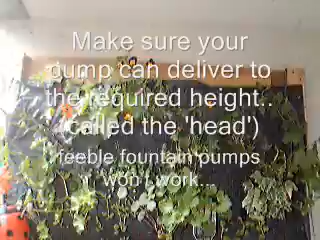 Make sure your
pump can deliver to
the required height..
(called the 'head')
feeble fountain pumps
won't work...